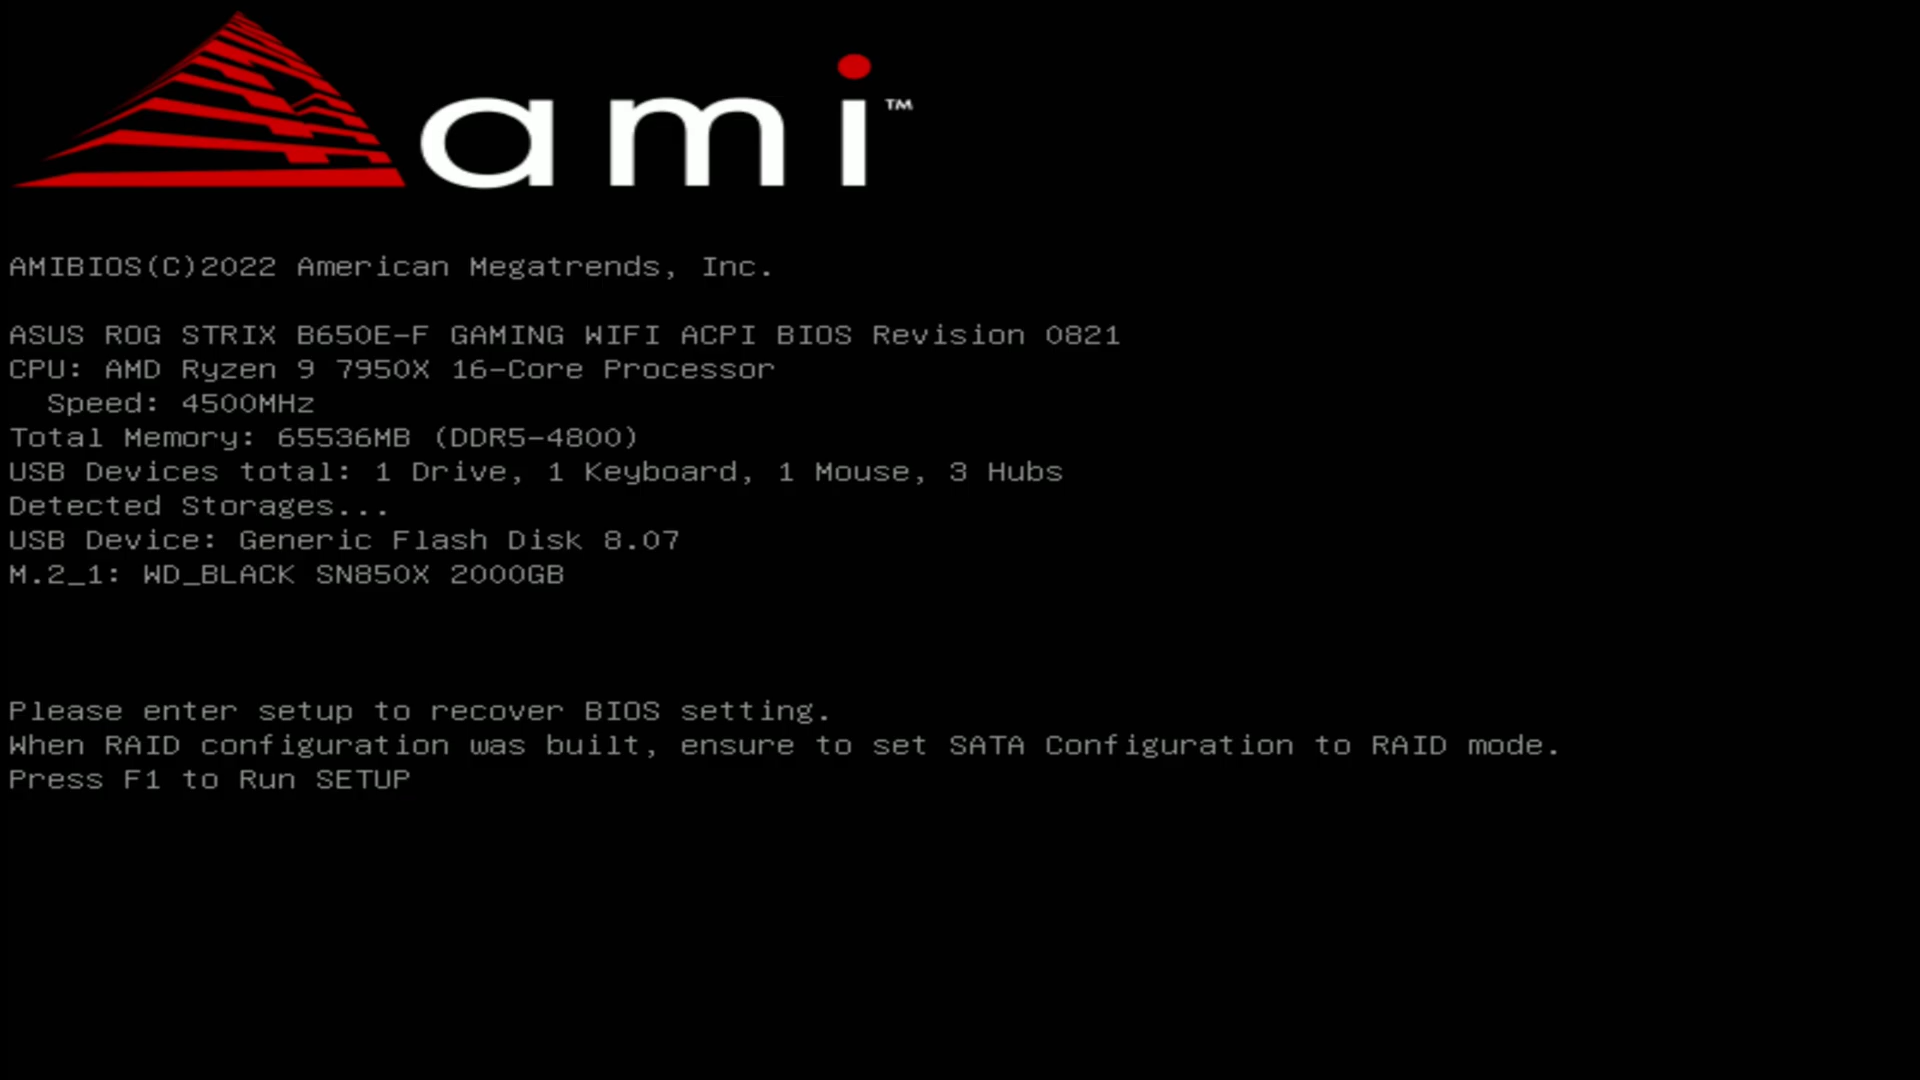 ami™
AMIBIOS(C)2022 American Megatrends, Inc.
ASUS ROG STRIX B650E-F GAMING WIFI ACPI BIOS Revision 0821
CPU: AMD Ryzen 9 7950X 16-Core Processor
Speed: 4500MHz
Total Memory: 65536MB (DDR5-4800)
USB Devices total: 1 Drive, 1 Keyboard, 1 Mouse, 3 Hubs
Detected Storages...
USB Device: Generic Flash Disk 8.07
M.2_1: WD_BLACK SN850X 2000GB
Please enter setup to recover BIOS setting.
When RAID configuration was built, ensure to set SATA Configuration to RAID mode.
Press F1 to Run SETUP